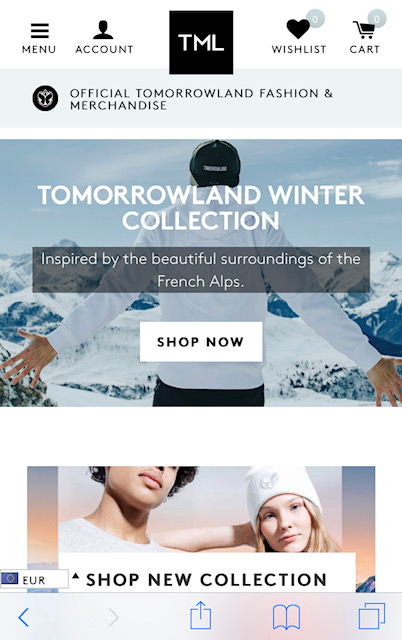 0
0
TML
MENU
ACCOUNT
WISHLIST
CART
OFFICIAL TOMORROWLAND FASHION &
MERCHANDISE
TOMORROWLAND
TOMORROWLAND WINTER
COLLECTION
Inspired by the beautiful surroundings of the
French Alps.
SHOP NOW
EUR
SHOP NEW COLLECTION